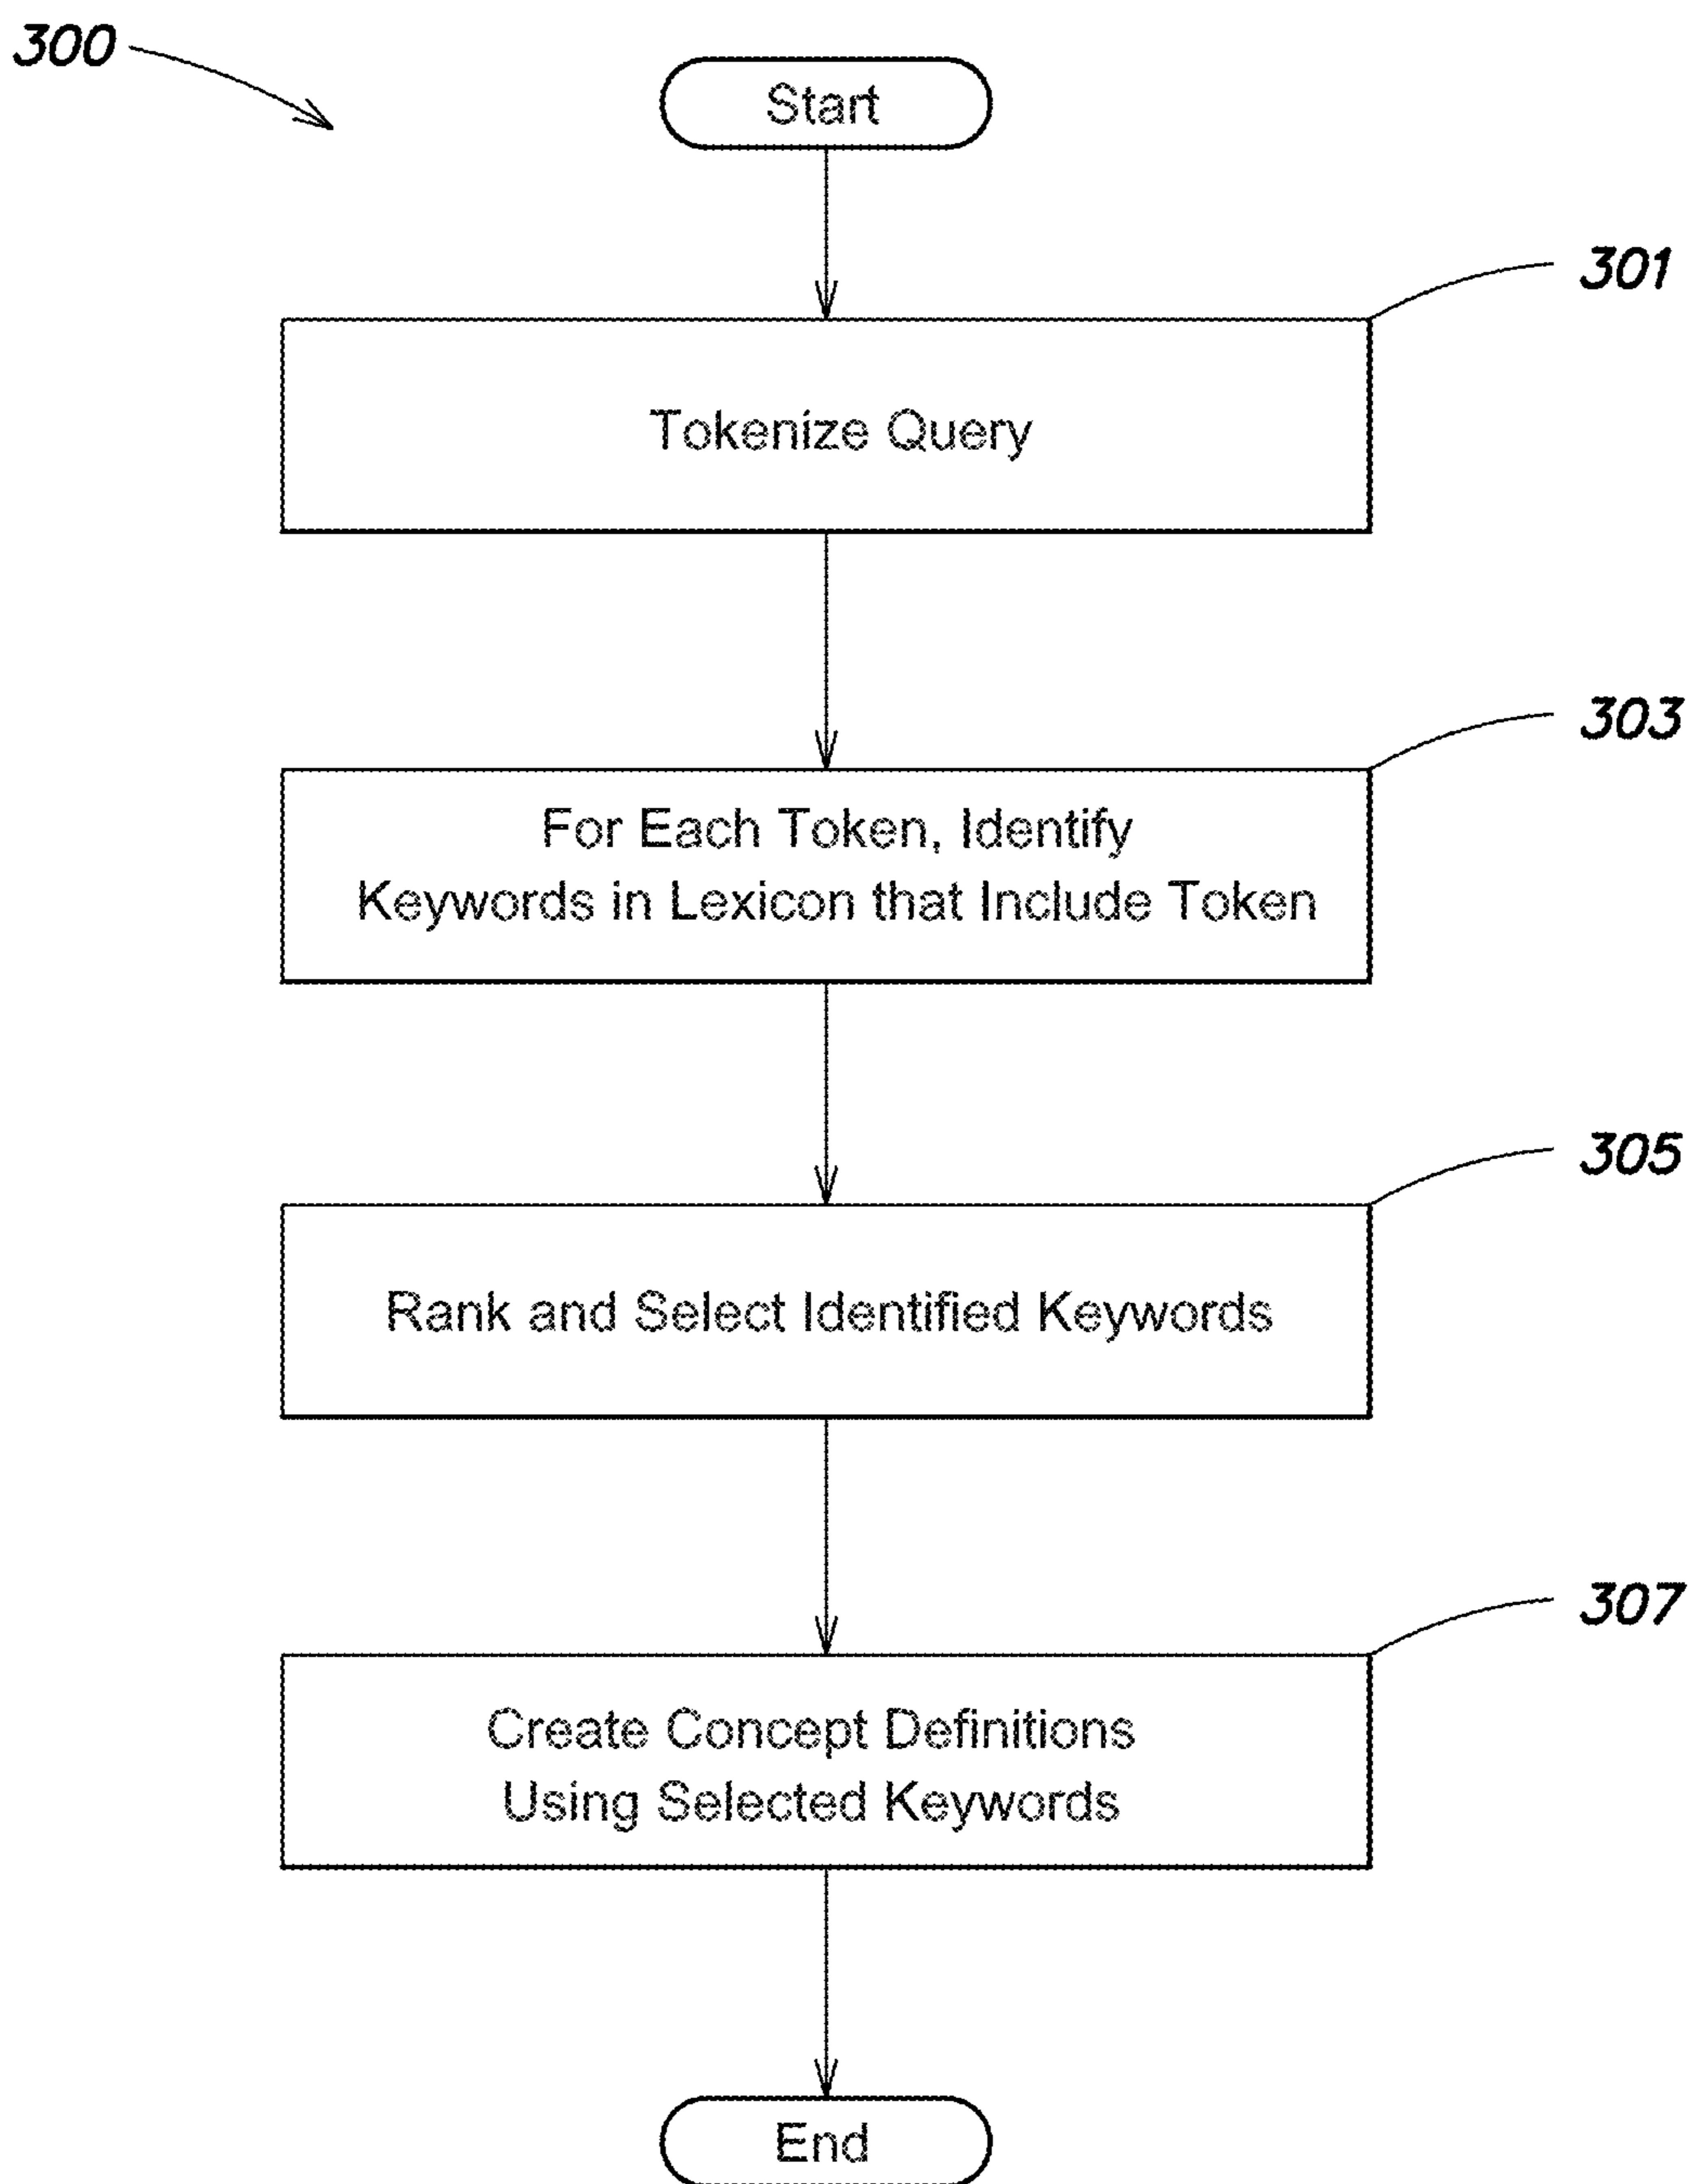 300
Start
301
Tokenize Query
303
For Each Token, Identify
Keywords in Lexicon that Include Token
305
Rank and Select Identified Keywords
307
Create Concept Definitions
Using Selected Keywords
End